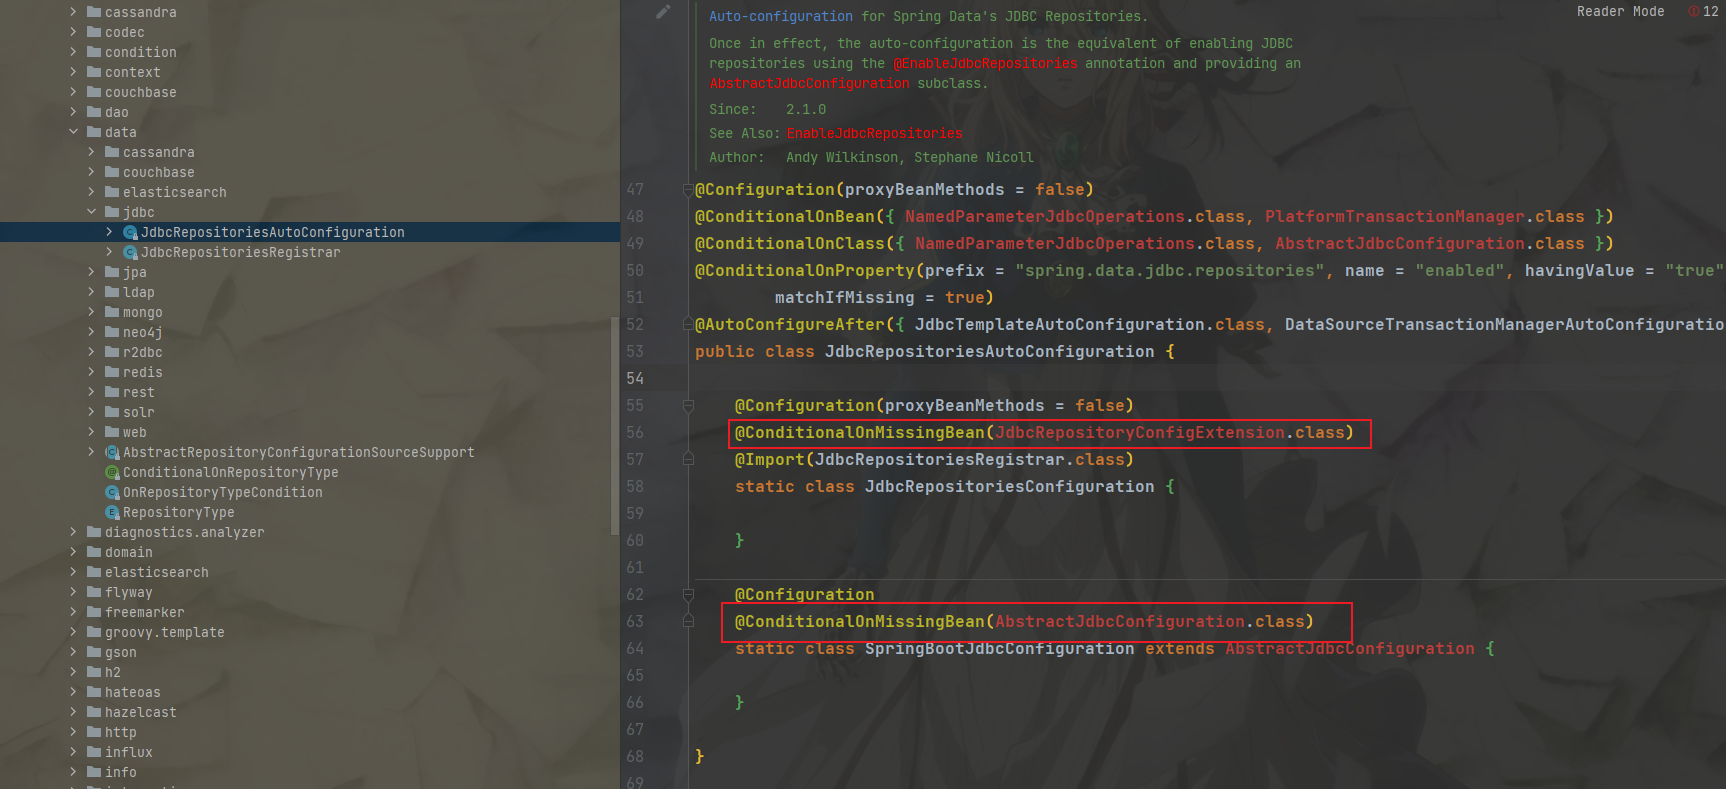 cassandra
codec
condition
context
couchbase
dao
data
cassandra
couchbase
elasticsearch
jdbc
JdbcRepositoriesAutoConfiguration
JdbcRepositoriesRegistrar
jpa
ldap
mongo
neo4j
r2dbc
redis
rest
solr
web
AbstractRepositoryConfigurationSourceSupport
ConditionalOnRepositoryType
OnRepositoryTypeCondition
RepositoryType
diagnostics.analyzer
domain
elasticsearch
flyway
freemarker
groovy.template
gson
h2
hateoas
hazelcast
http
influx
info
Reader Mode 12
Auto-configuration for Spring Data's JDBC Repositories.
Once in effect, the auto-configuration is the equivalent of enabling JDBC
repositories using the @EnableJdbcRepositories annotation and providing an
AbstractJdbcConfiguration subclass.
Since: 2.1.0
See Also: EnableJdbcRepositories
Author: Andy Wilkinson, Stephane Nicoll
47 @Configuration(proxyBeanMethods = false)
48 @ConditionalOnBean({ NamedParameterJdbcOperations.class, PlatformTransactionManager.class })
49 @ConditionalOnClass({ NamedParameterJdbcOperations.class, AbstractJdbcConfiguration.class })
50 @ConditionalOnProperty(prefix = "spring.data.jdbc.repositories", name = "enabled", havingValue = "true"
51 matchIfMissing = true)
52 @AutoConfigureAfter({ JdbcTemplateAutoConfiguration.class, DataSourceTransactionManagerAutoConfiguratio
53 public class JdbcRepositoriesAutoConfiguration {
54
55 @Configuration(proxyBeanMethods = false)
56 @ConditionalOnMissingBean(JdbcRepositoryConfigExtension.class)
57 @Import(JdbcRepositoriesRegistrar.class)
58 static class JdbcRepositoriesConfiguration {
59
60 }
61
62 @Configuration
63 @ConditionalOnMissingBean(AbstractJdbcConfiguration.class)
64 static class SpringBootJdbcConfiguration extends AbstractJdbcConfiguration {
65
66 }
67
68 }
69